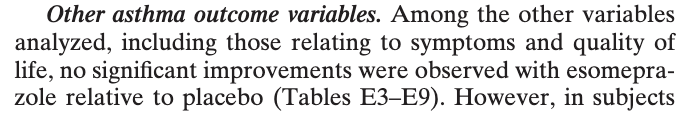 Other asthma outcome variables. Among the other variables
analyzed, including those relating to symptoms and quality of
life, no significant improvements were observed with esomepra-
zole relative to placebo (Tables E3–E9). However, in subjects